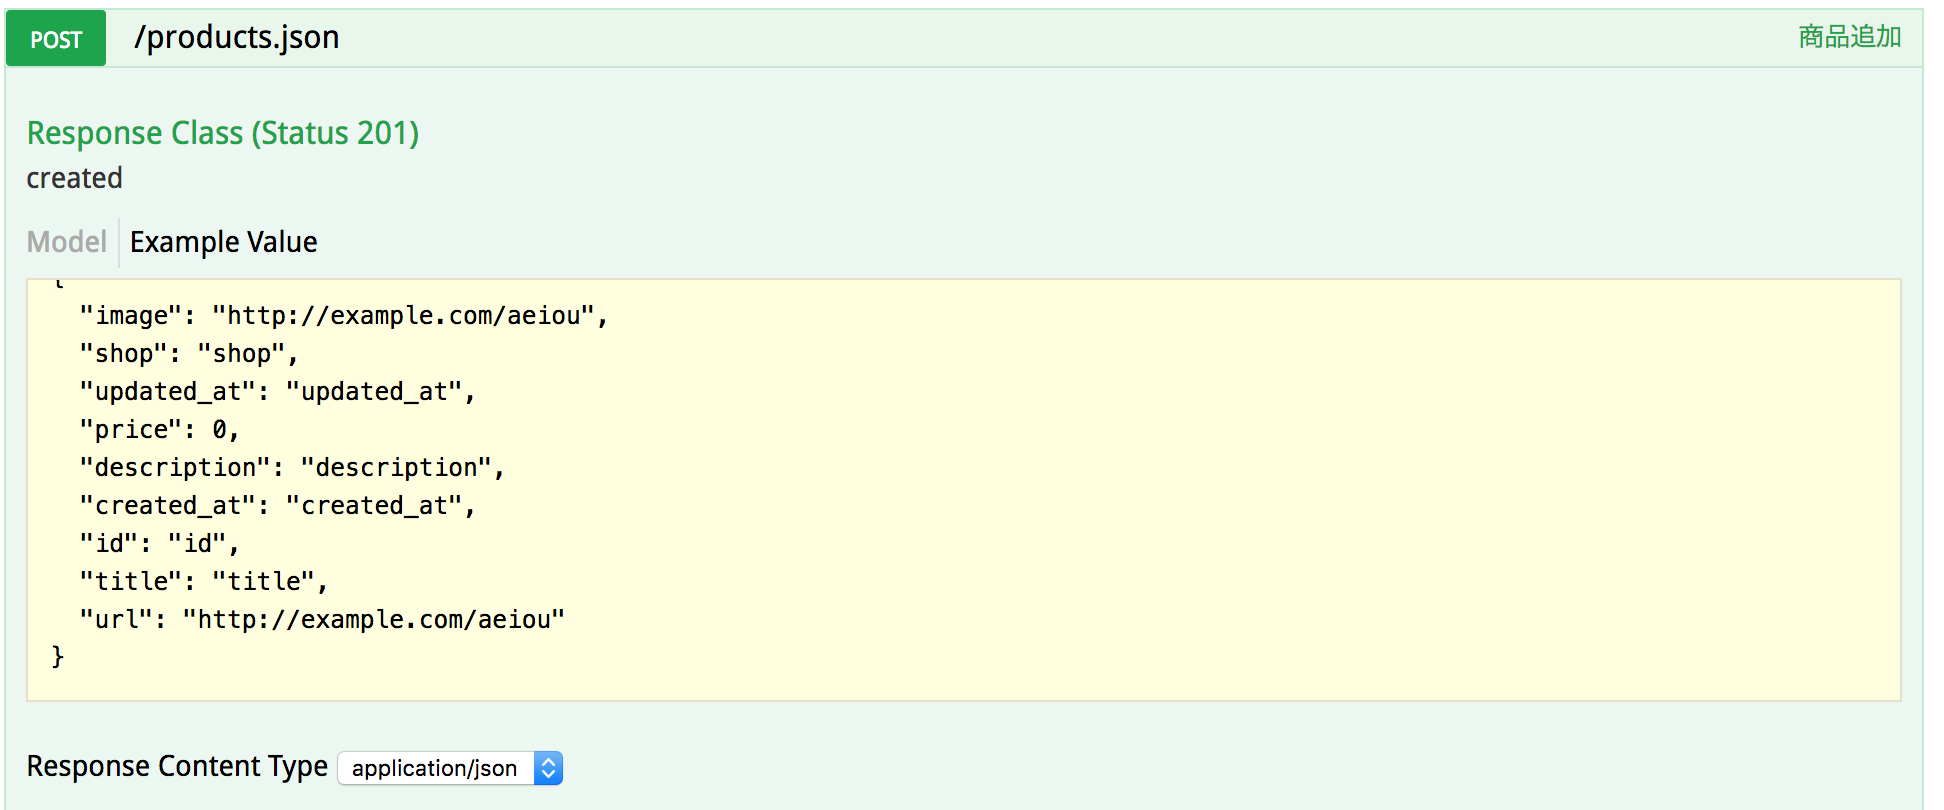 POST /products.json 商品追加
Response Class (Status 201)
created
Model Example Value
{
"image": "http://example.com/aeiou",
"shop": "shop",
"updated_at": "updated_at",
"price": 0,
"description": "description",
"created_at": "created_at",
"id": "id",
"title": "title",
"url": "http://example.com/aeiou"
}
Response Content Type application/json